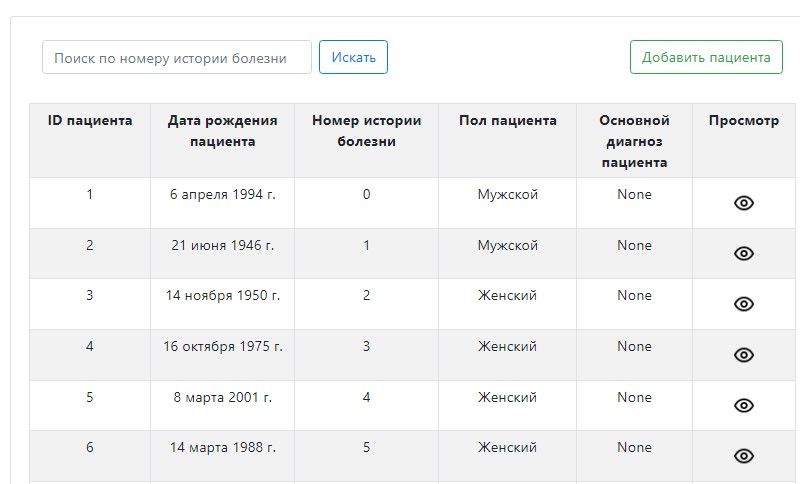 Поиск по номеру истории болезни Искать Добавить пациента
ID пациента Дата рождения пациента Номер истории болезни Пол пациента Основной диагноз пациента Просмотр
1 6 апреля 1994 г. 0 Мужской None
2 21 июня 1946 г. 1 Мужской None
3 14 ноября 1950 г. 2 Женский None
4 16 октября 1975 г. 3 Женский None
5 8 марта 2001 г. 4 Женский None
6 14 марта 1988 г. 5 Женский None